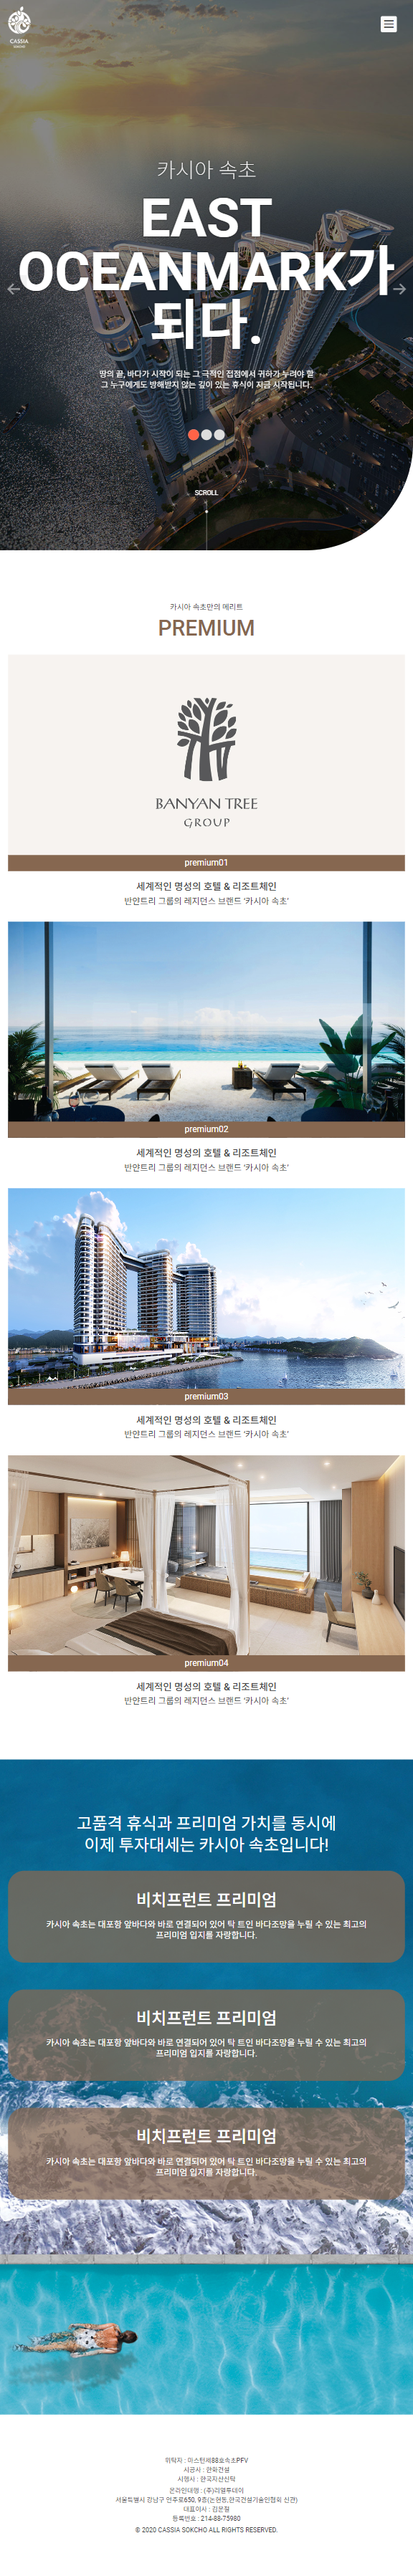 CASSIA
SOKCHO
카시아 속초
EAST
OCEANMARK가
되다.
땅의 끝, 바다가 시작이 되는 그 극적인 접점에서 귀하가 누려야 할
그 누구에게도 방해받지 않는 깊이 있는 휴식이 지금 시작됩니다.
SCROLL
카시아 속초만의 메리트
PREMIUM
BANYAN TREE
GROUP
premium01
세계적인 명성의 호텔 & 리조트체인
반얀트리 그룹의 레지던스 브랜드 '카시아 속초'
premium02
세계적인 명성의 호텔 & 리조트체인
반얀트리 그룹의 레지던스 브랜드 '카시아 속초'
premium03
세계적인 명성의 호텔 & 리조트체인
반얀트리 그룹의 레지던스 브랜드 '카시아 속초'
premium04
세계적인 명성의 호텔 & 리조트체인
반얀트리 그룹의 레지던스 브랜드 '카시아 속초'
고품격 휴식과 프리미엄 가치를 동시에
이제 투자대세는 카시아 속초입니다!
비치프런트 프리미엄
카시아 속초는 대포항 앞바다와 바로 연결되어 있어 탁 트인 바다조망을 누릴 수 있는 최고의
프리미엄 입지를 자랑합니다.
비치프런트 프리미엄
카시아 속초는 대포항 앞바다와 바로 연결되어 있어 탁 트인 바다조망을 누릴 수 있는 최고의
프리미엄 입지를 자랑합니다.
비치프런트 프리미엄
카시아 속초는 대포항 앞바다와 바로 연결되어 있어 탁 트인 바다조망을 누릴 수 있는 최고의
프리미엄 입지를 자랑합니다.
위탁자 : 마스턴제88호속초PFV
시공사 : 한화건설
시행사 : 한국자산신탁
온라인대행 : (주)리얼투데이
서울특별시 강남구 언주로650, 9층(논현동,한국건설기술인협회 신관)
대표이사 : 김운철
등록번호 : 214-88-75980
© 2020 CASSIA SOKCHO ALL RIGHTS RESERVED.